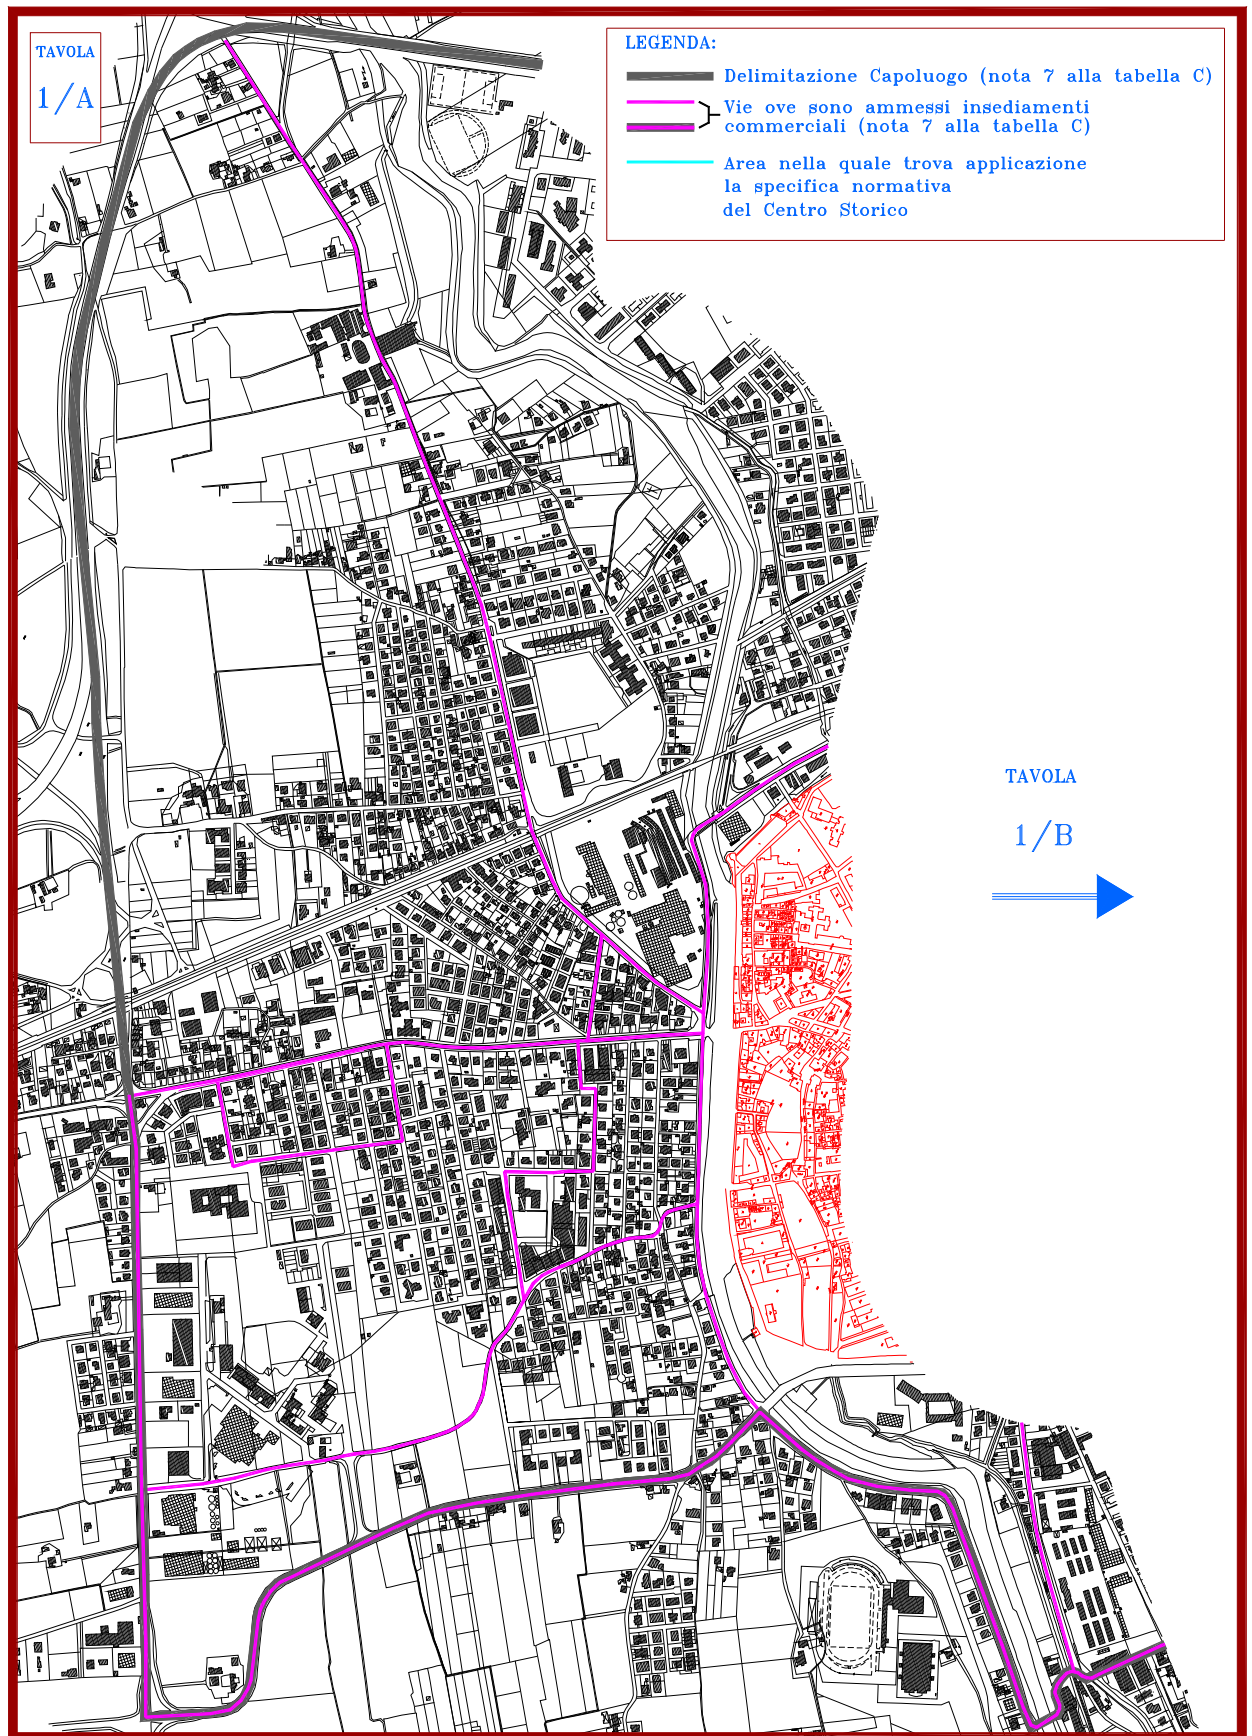 TAVOLA
1/A
LEGENDA:
Delimitazione Capoluogo (nota 7 alla tabella C)
Vie ove sono ammessi insediamenti
commerciali (nota 7 alla tabella C)
Area nella quale trova applicazione
la specifica normativa
del Centro Storico
TAVOLA
1/B